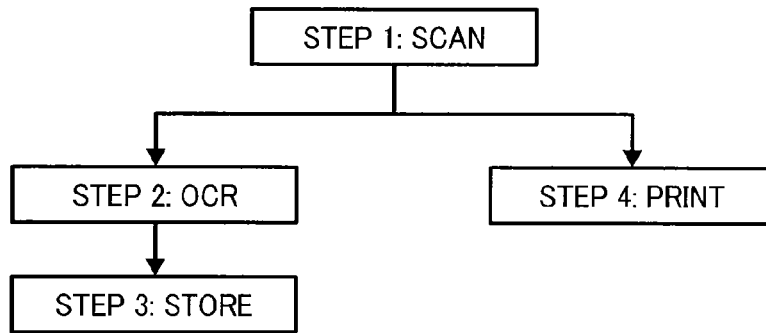 STEP 1: SCAN
STEP 2: OCR
STEP 4: PRINT
STEP 3: STORE